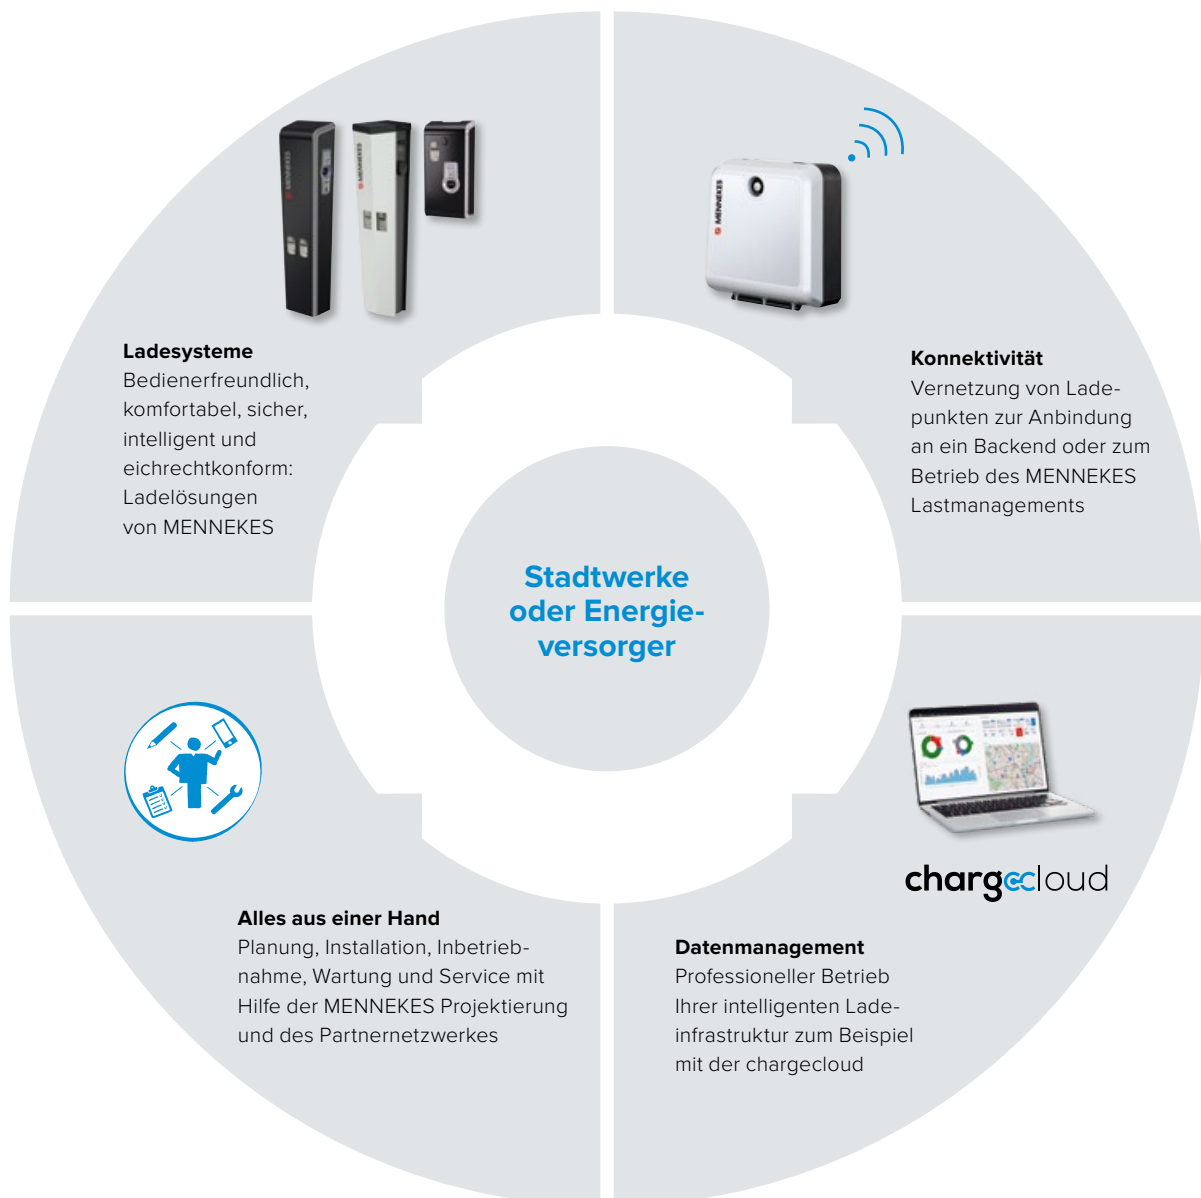 MENNEKES
MENNEKES
MENNEKES
Ladesysteme
Bedienerfreundlich,
komfortabel, sicher,
intelligent und
eichrechtkonform:
Ladelösungen
von MENNEKES
Konnektivität
Vernetzung von Lade-
punkten zur Anbindung
an ein Backend oder zum
Betrieb des MENNEKES
Lastmanagements
Stadtwerke
oder Energie-
versorger
Alles aus einer Hand
Planung, Installation, Inbetrieb-
nahme, Wartung und Service mit
Hilfe der MENNEKES Projektierung
und des Partnernetzwerkes
chargecloud
Datenmanagement
Professioneller Betrieb
Ihrer intelligenten Lade-
infrastruktur zum Beispiel
mit der chargecloud